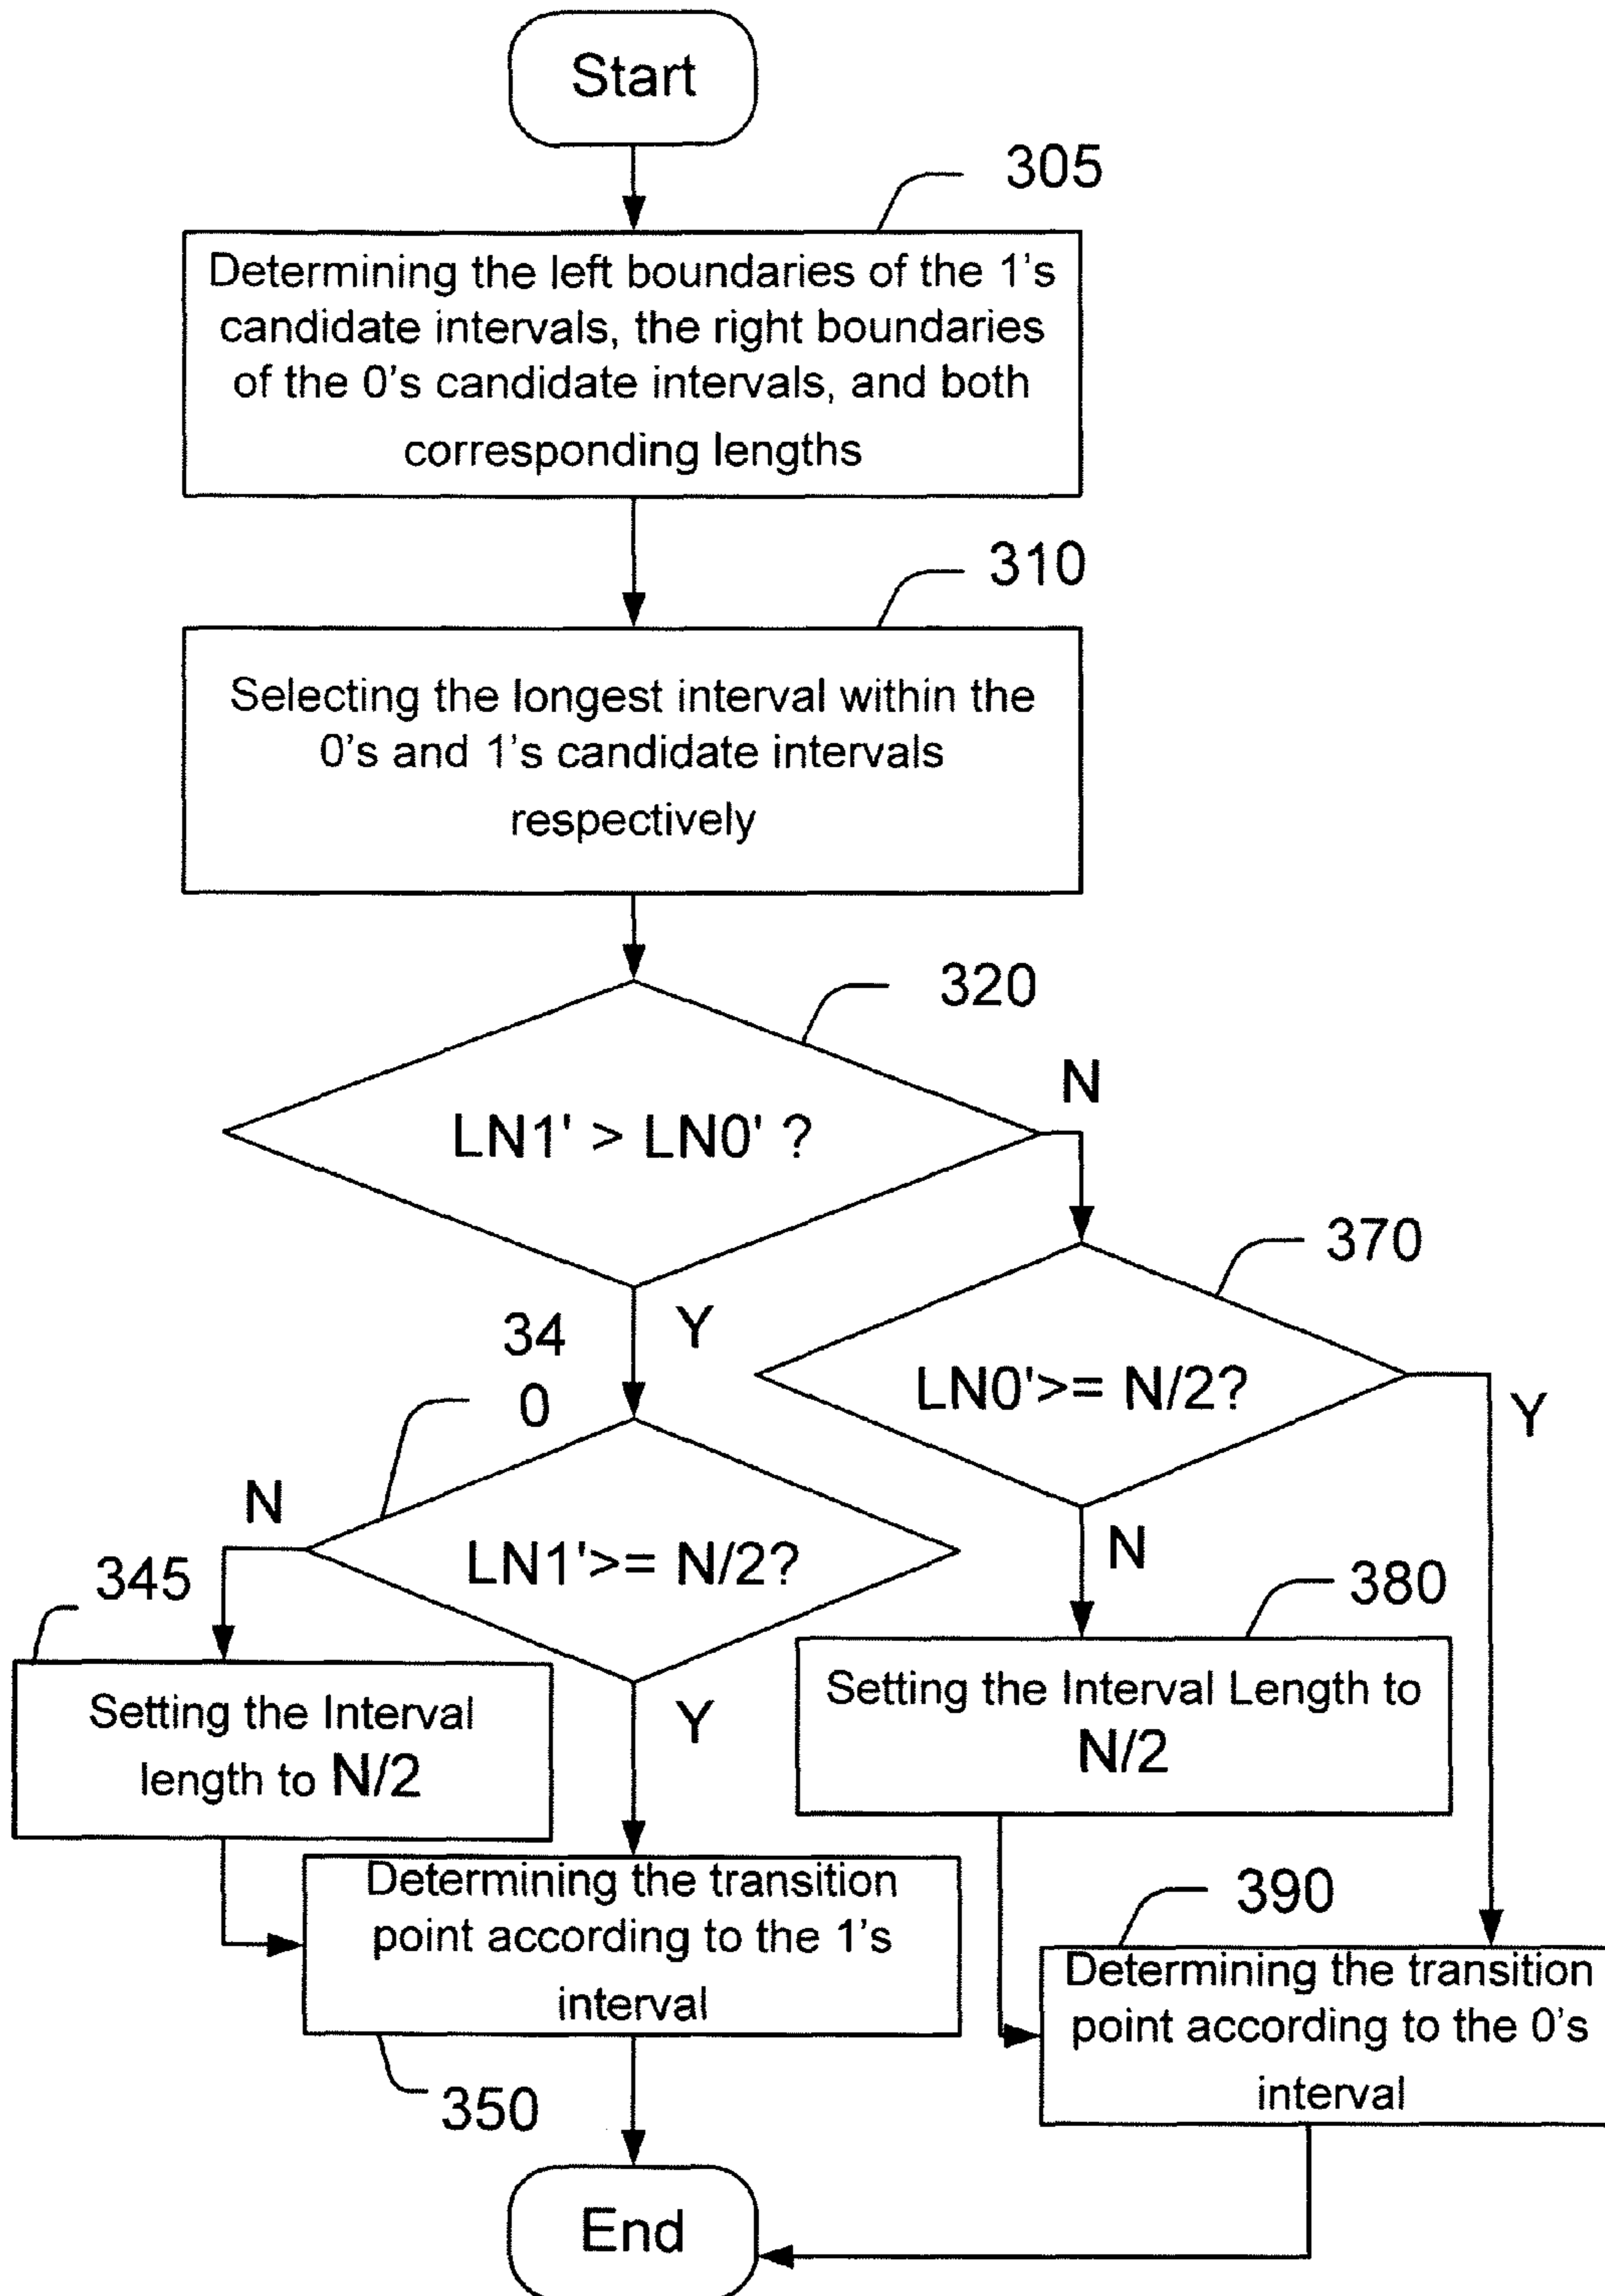 Start
305
Determining the left boundaries of the 1's
candidate intervals, the right boundaries
of the 0's candidate intervals, and both
corresponding lengths
310
Selecting the longest interval within the
0's and 1's candidate intervals
respectively
320
LN1' > LN0' ?
N
370
LN0'>= N/2?
Y
Y
34
0
LN1'>= N/2?
N
N
345
Setting the Interval
length to N/2
380
Setting the Interval Length to
N/2
Y
Determining the transition
point according to the 1's
interval
350
390
Determining the transition
point according to the 0's
interval
End